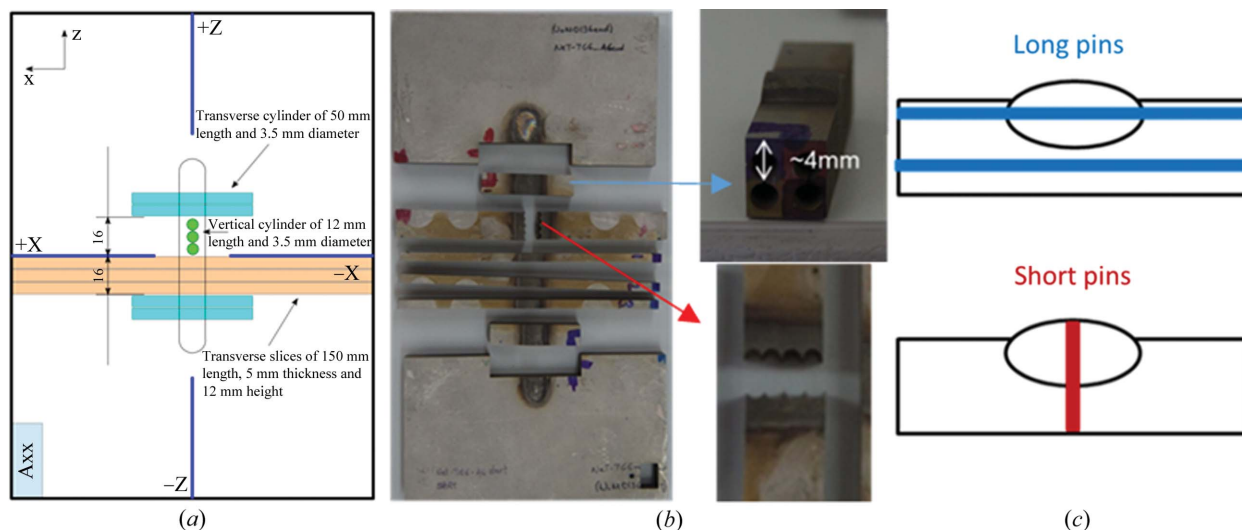 z
x
+Z
Transverse cylinder of 50 mm
length and 3.5 mm diameter
16
Vertical cylinder of 12 mm
length and 3.5 mm diameter
+X
–X
16
Transverse slices of 150 mm
length, 5 mm thickness and
12 mm height
Axx
–Z
(a)
NxT-766
~4mm
(b)
Long pins
Short pins
(c)